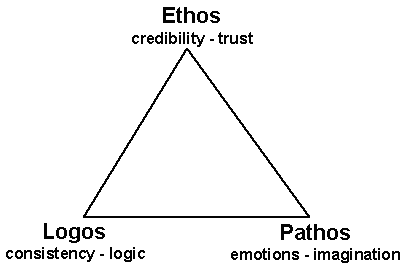 Ethos
credibility - trust
Logos
consistency - logic
Pathos
emotions - imagination